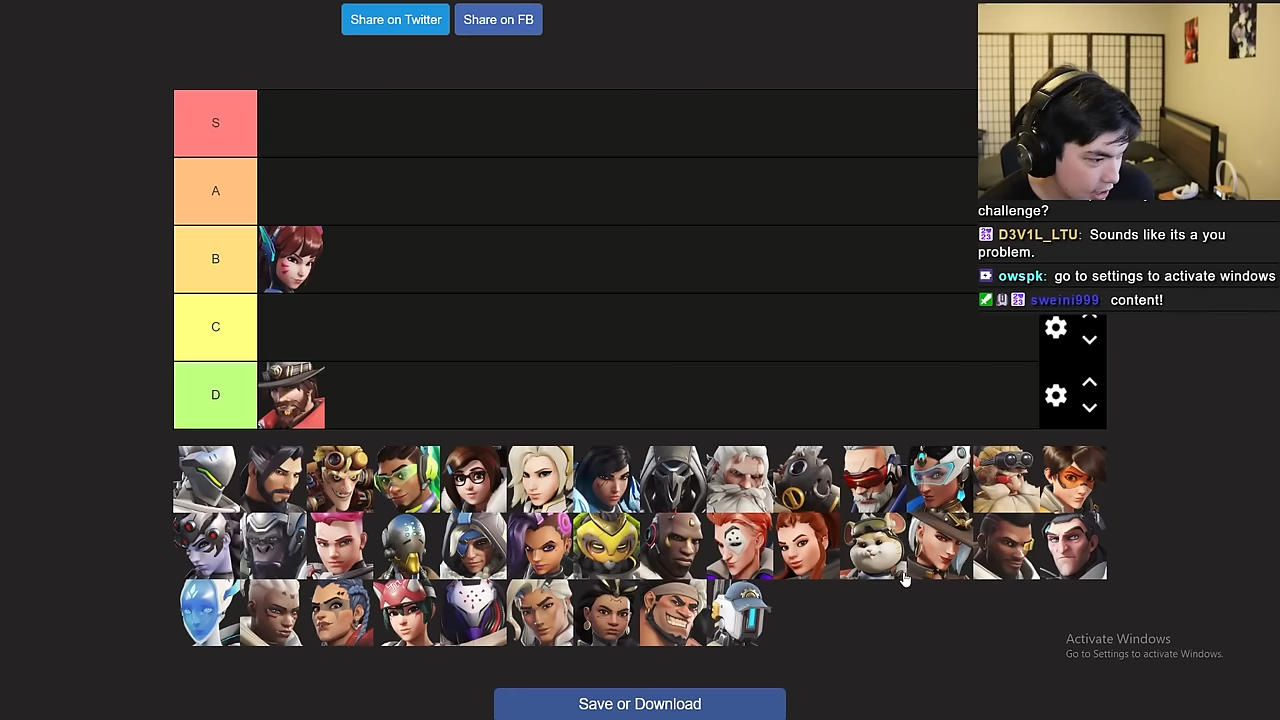 Share on Twitter
Share on FB
S
A
B
C
D
challenge?
D3V1L_LTU: Sounds like its a you
problem.
owspk: go to settings to activate windows
sweini999 content!
Activate Windows
Go to Settings to activate Windows.
Save or Download